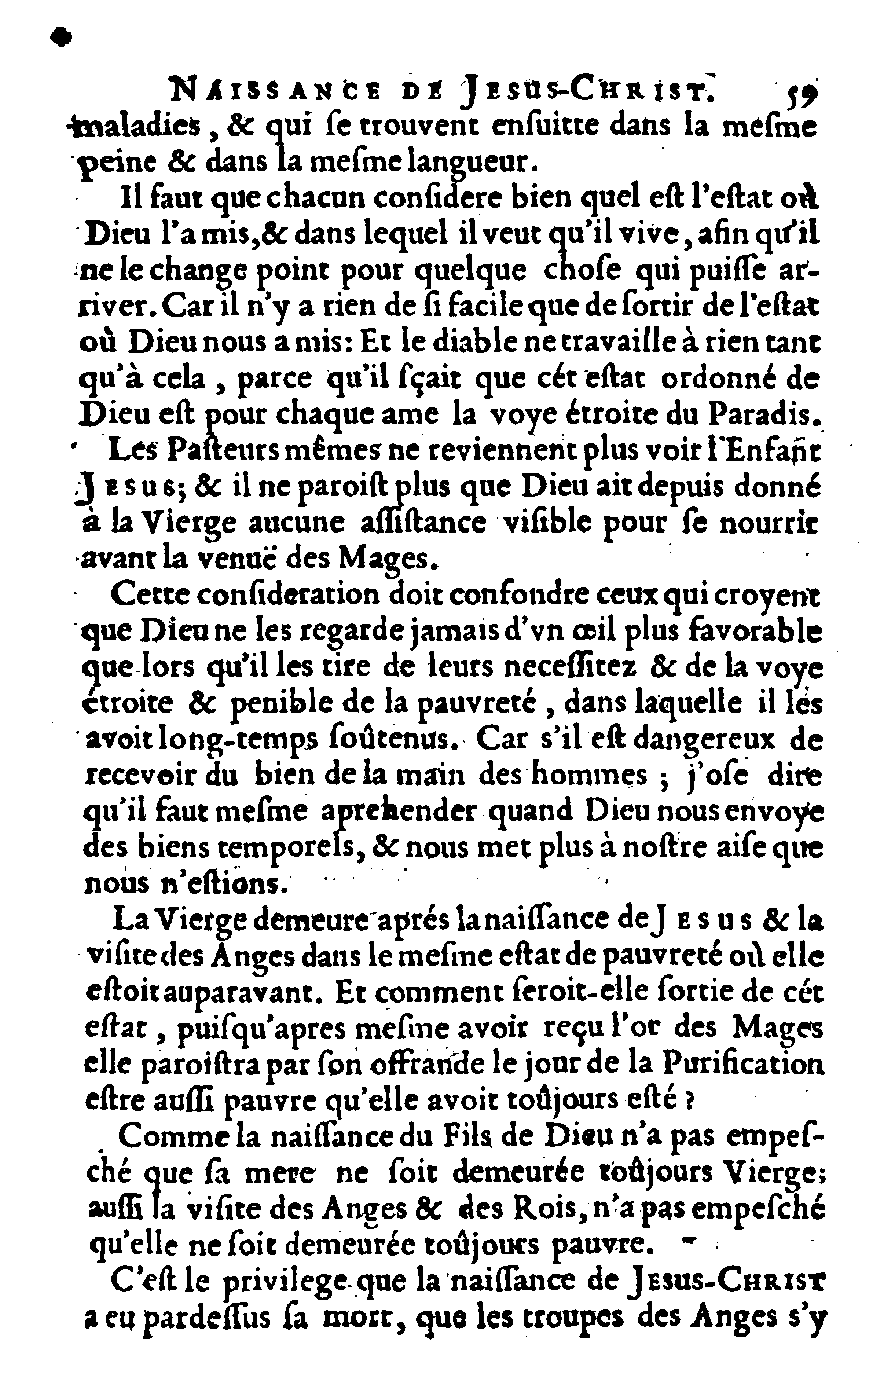 NAISSANCE DE JESUS-CHRIST. 59
maladies, & qui ſe trouvent enſuitte dans la meſme
peine & dans la meſme langueur.
Il faut que chacun conſidere bien quel eſt l'eſtat où
Dieu l'a mis, & dans lequel il veut qu'il vive, afin qu'il
ne le change point pour quelque choſe qui puiſſe ar-
river. Car il n'y a rien de ſi facile que de ſortir de l'eſtat
où Dieu nous a mis: Et le diable ne travaille à rien tant
qu'à cela, parce qu'il ſçait que cét eſtat ordonné de
Dieu eſt pour chaque ame la voye étroite du Paradis.
Les Paſteurs mêmes ne reviennent plus voir l'Enfant
JESUS; & il ne paroiſt plus que Dieu ait depuis donné
à la Vierge aucune aſſiſtance viſible pour ſe nourrir
avant la venuë des Mages.
Cette conſideration doit confondre ceux qui croyent
que Dieu ne les regarde jamais d'vn œil plus favorable
que lors qu'il les tire de leurs neceſſitez & de la voye
étroite & penible de la pauvreté, dans laquelle il les
avoit long-temps ſoûtenus. Car s'il eſt dangereux de
recevoir du bien de la main des hommes; j'oſe dire
qu'il faut meſme aprehender quand Dieu nous envoye
des biens temporels, & nous met plus à noſtre aiſe que
nous n'eſtions.
La Vierge demeure aprés la naiſſance de JESUS & la
viſite des Anges dans le meſme eſtat de pauvreté où elle
eſtoit auparavant. Et comment ſeroit-elle ſortie de cét
eſtat, puiſqu'apres meſme avoir reçu l'or des Mages
elle paroiſtra par ſon offrande le jour de la Purification
eſtre auſſi pauvre qu'elle avoit toûjours eſté?
Comme la naiſſance du Fils de Dieu n'a pas empeſ-
ché que ſa mere ne ſoit demeurée toûjours Vierge;
auſſi la viſite des Anges & des Rois, n'a pas empeſché
qu'elle ne ſoit demeurée toûjours pauvre.
C'eſt le privilege que la naiſſance de JESUS-CHRIST
a eu pardeſſus ſa mort, que les troupes des Anges s'y